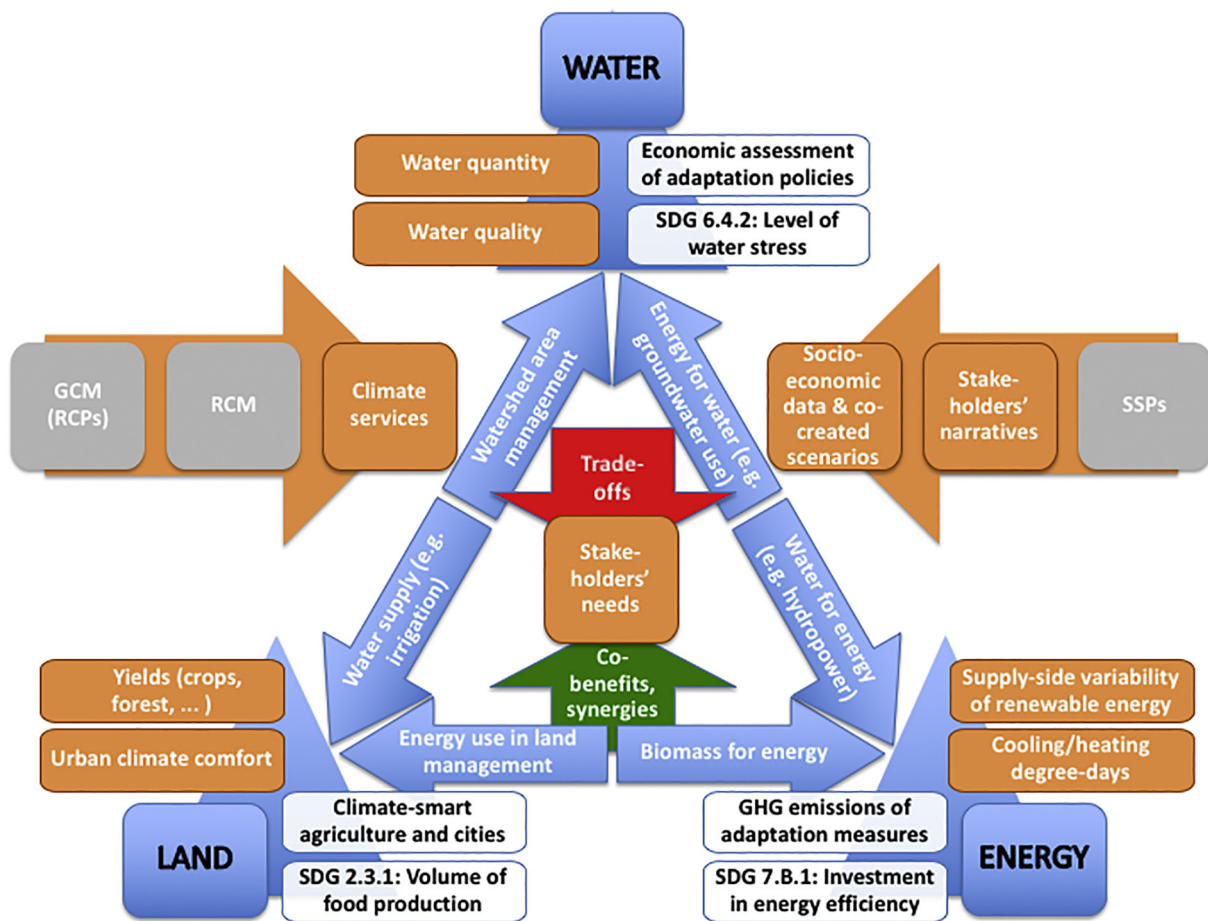 WATER
Water quantity
Economic assessment
of adaptation policies
Water quality
SDG 6.4.2: Level of
water stress
GCM
(RCPs)
RCM
Climate
services
Watershed area
management
Energy for water (e.g.
groundwater use)
Socio-
economic
data & co-
created
scenarios
Stake-
holders'
narratives
SSPs
Trade-
offs
Stake-
holders'
needs
Co-
benefits,
synergies
Water supply (e.g.
irrigation)
Water for energy
(e.g. hydropower)
Yields (crops,
forest, ... )
Urban climate comfort
Energy use in land
management
Biomass for energy
Supply-side variability
of renewable energy
Cooling/heating
degree-days
LAND
Climate-smart
agriculture and cities
SDG 2.3.1: Volume of
food production
GHG emissions of
adaptation measures
SDG 7.B.1: Investment
in energy efficiency
ENERGY